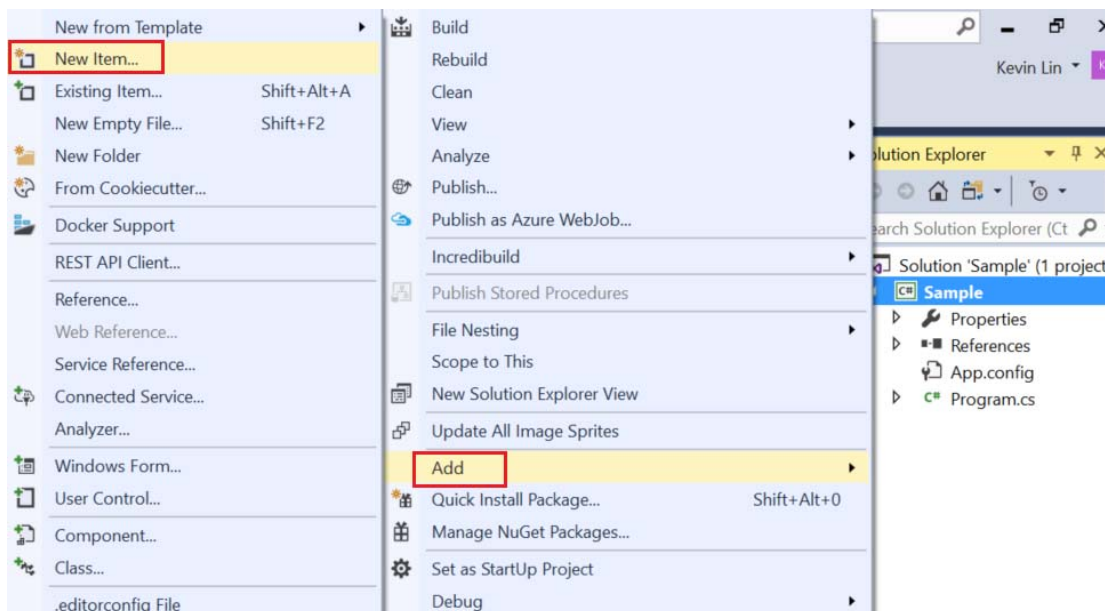 New from Template
New Item...
Existing Item... Shift+Alt+A
New Empty File... Shift+F2
New Folder
From Cookiecutter...
Docker Support
REST API Client...
Reference...
Web Reference...
Service Reference...
Connected Service...
Analyzer...
Windows Form...
User Control...
Component...
Class...
.editorconfig File
Build
Rebuild
Clean
View
Analyze
Publish...
Publish as Azure WebJob...
Incredibuild
Publish Stored Procedures
File Nesting
Scope to This
New Solution Explorer View
Update All Image Sprites
Add
Quick Install Package... Shift+Alt+0
Manage NuGet Packages...
Set as StartUp Project
Debug
Kevin Lin K
olution Explorer
earch Solution Explorer (Ct
Solution 'Sample' (1 project
C# Sample
Properties
References
App.config
C# Program.cs